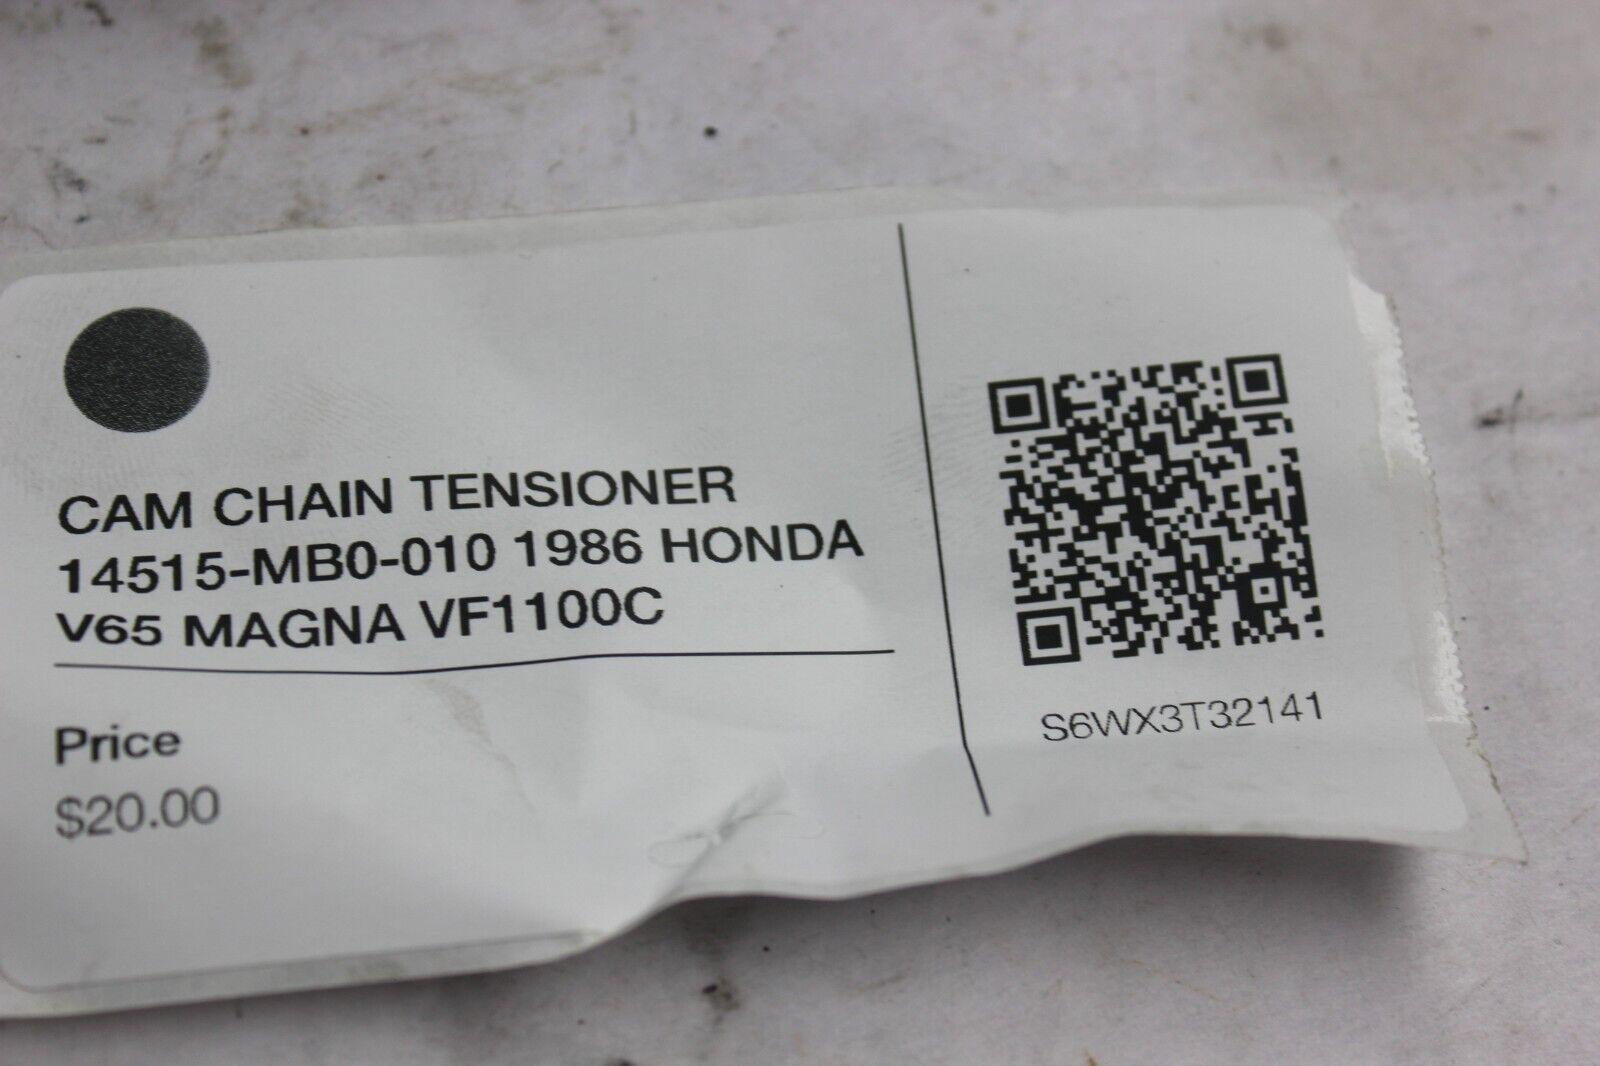 CAM CHAIN TENSIONER
14515-MB0-010 1986 HONDA
V65 MAGNA VF1100C
Price
$20.00
S6WX3T32141